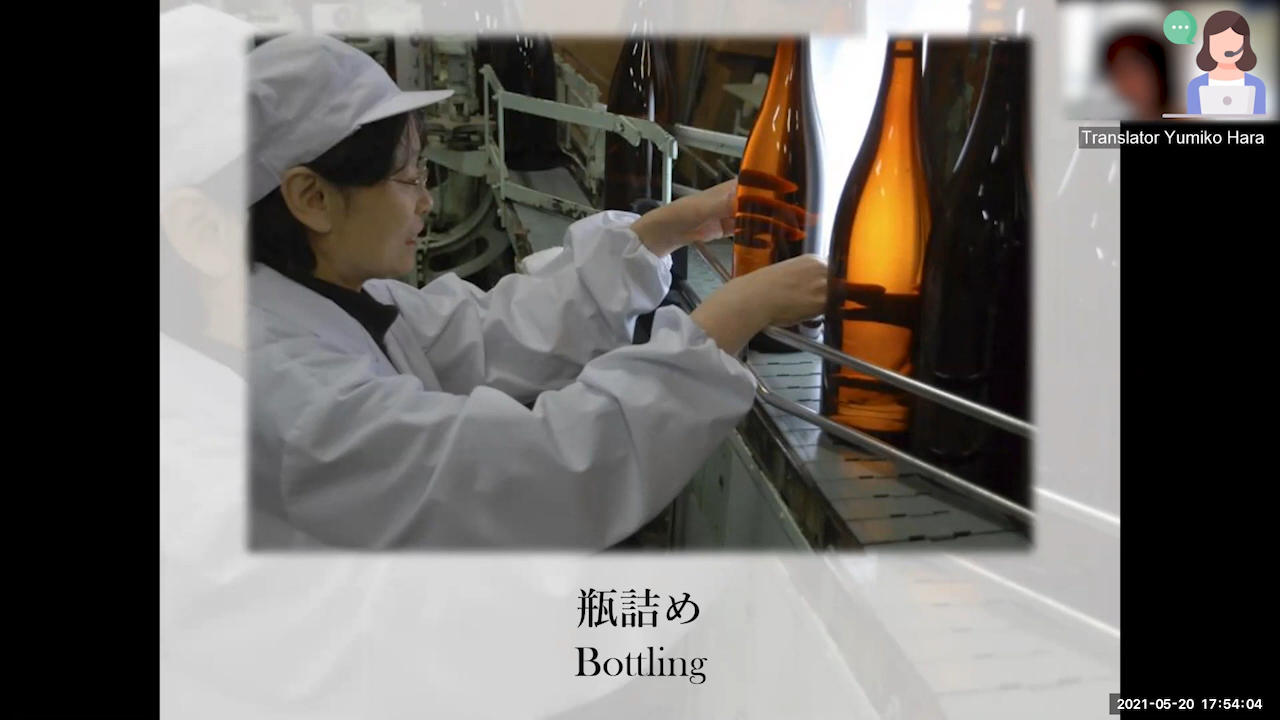 Translator Yumiko Hara
瓶詰め
Bottling
2021-05-20 17:54:04